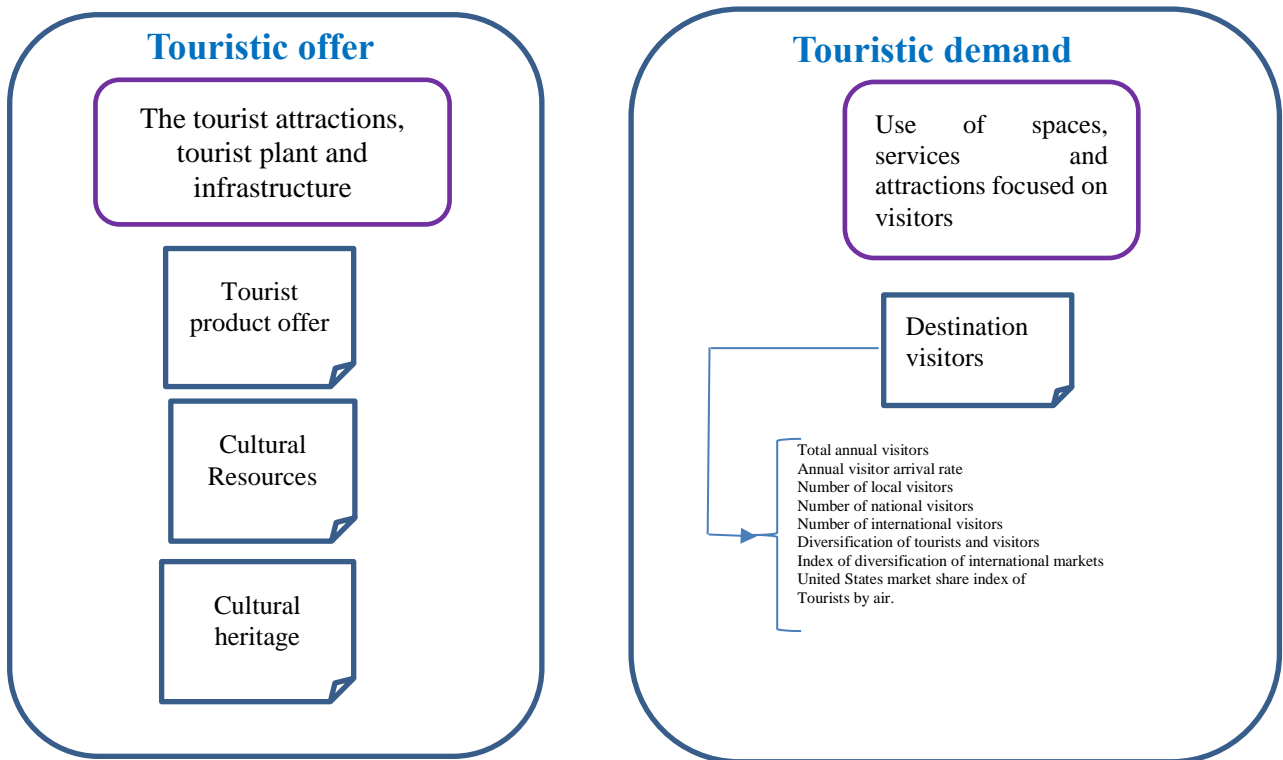 Touristic offer
The tourist attractions,
tourist plant and
infrastructure
Tourist
product offer
Cultural
Resources
Cultural
heritage
Touristic demand
Use of spaces,
services and
attractions focused on
visitors
Destination
visitors
Total annual visitors
Annual visitor arrival rate
Number of local visitors
Number of national visitors
Number of international visitors
Diversification of tourists and visitors
Index of diversification of international markets
United States market share index of
Tourists by air.